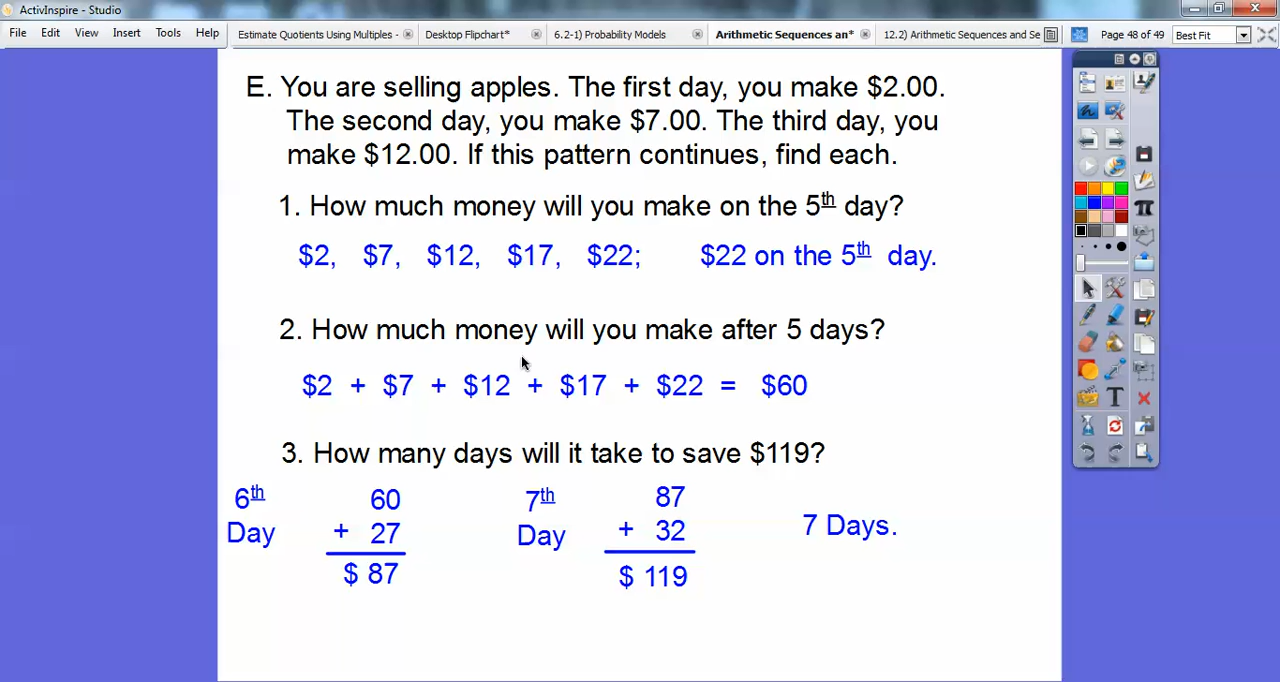 ActivInspire - Studio
File Edit View Insert Tools Help
Estimate Quotients Using Multiples - Desktop Flipchart* 6.2-1) Probability Models Arithmetic Sequences an* 12.2) Arithmetic Sequences and Se Page 48 of 49 Best Fit
E. You are selling apples. The first day, you make $2.00.
The second day, you make $7.00. The third day, you
make $12.00. If this pattern continues, find each.
1. How much money will you make on the 5th day?
$2, $7, $12, $17, $22; $22 on the 5th day.
2. How much money will you make after 5 days?
$2 + $7 + $12 + $17 + $22 = $60
3. How many days will it take to save $119?
6th 60 7th 87
Day + 27 Day + 32 7 Days.
$ 87 $ 119